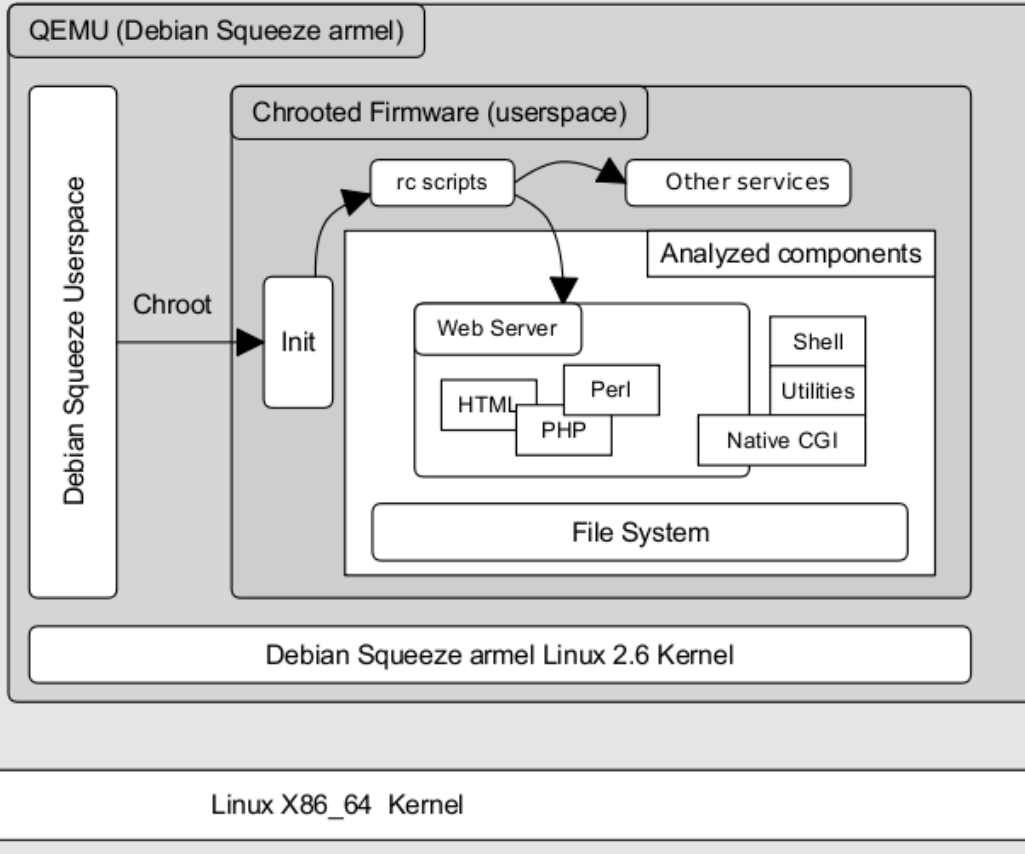 QEMU (Debian Squeeze armel)
Debian Squeeze Userspace
Chroot
Chrooted Firmware (userspace)
rc scripts
Other services
Init
Analyzed components
Web Server
HTML
PHP
Perl
Shell
Utilities
Native CGI
File System
Debian Squeeze armel Linux 2.6 Kernel
Linux X86_64 Kernel